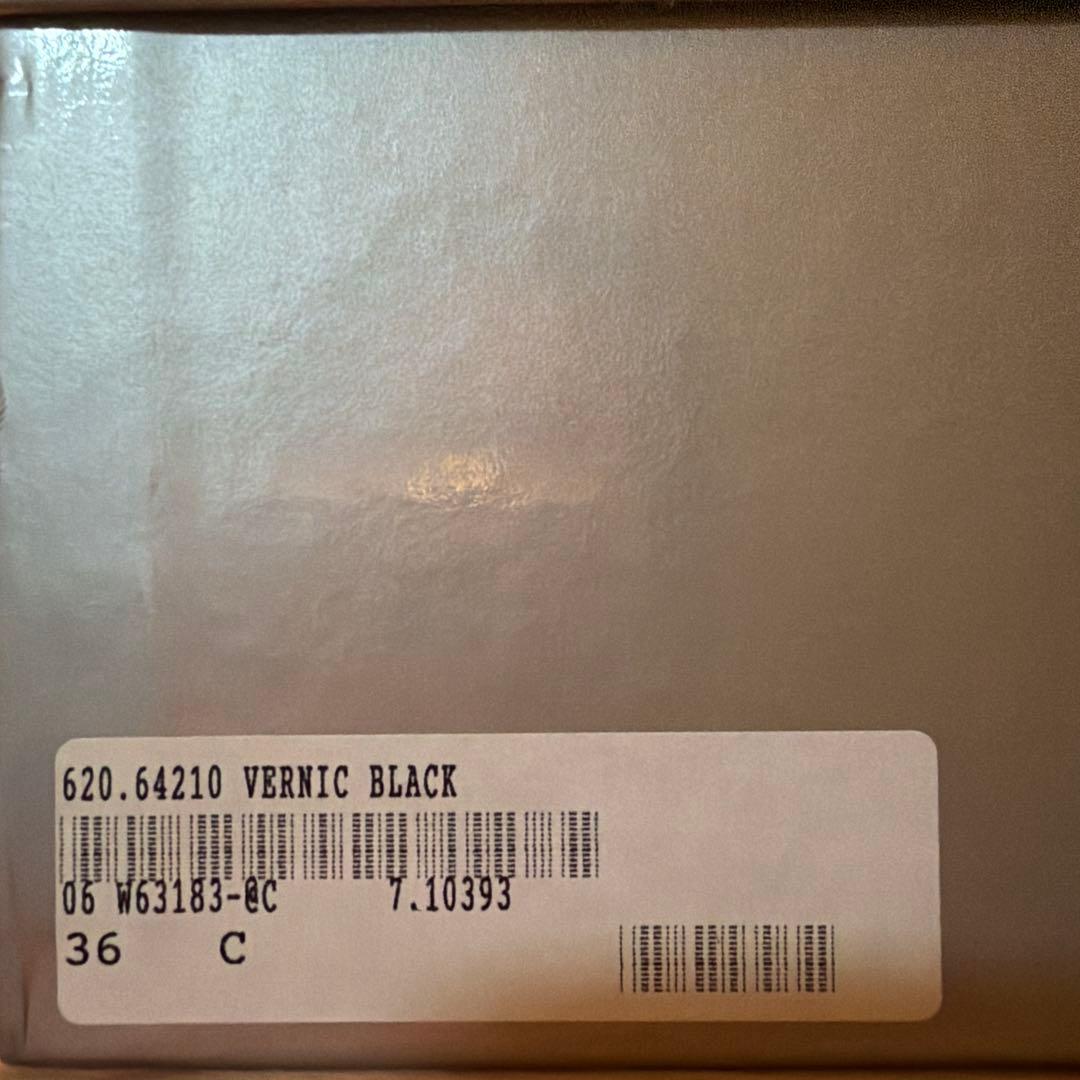 620.64210 VERNIC BLACK
06 W63183-@C 7.10393
36 C